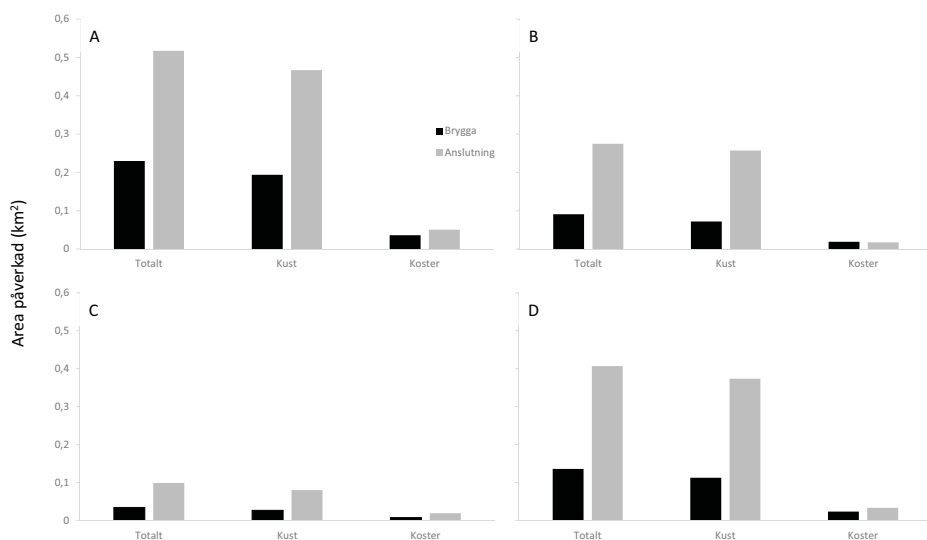 Area påverkad (km²)
0,6
0,5
0,4
0,3
0,2
0,1
0
A
Brygga
Anslutning
Totalt
Kust
Koster
B
Totalt
Kust
Koster
0,6
0,5
0,4
0,3
0,2
0,1
0
C
Totalt
Kust
Koster
D
Totalt
Kust
Koster